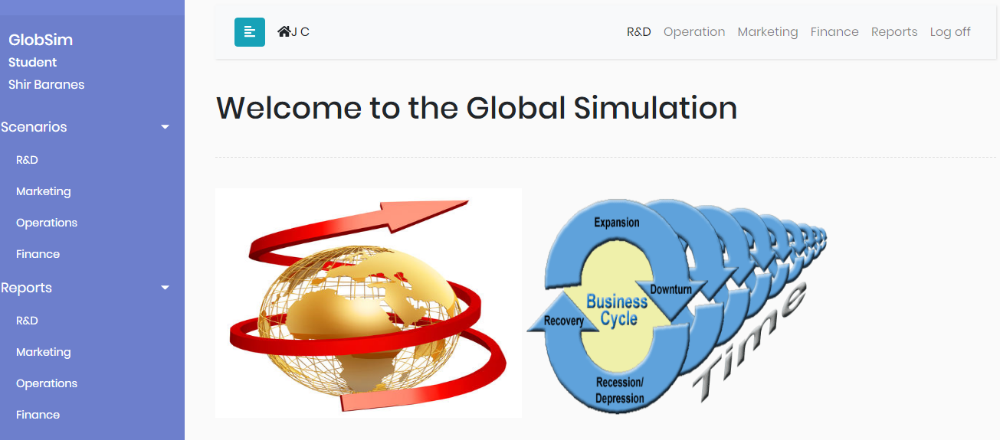 GlobSim
Student
Shir Baranes
Scenarios
R&D
Marketing
Operations
Finance
Reports
R&D
Marketing
Operations
Finance
J C
R&D Operation Marketing Finance Reports Log off
Welcome to the Global Simulation
Expansion
Downturn
Business
Cycle
Recovery
Recession/
Depression
Time